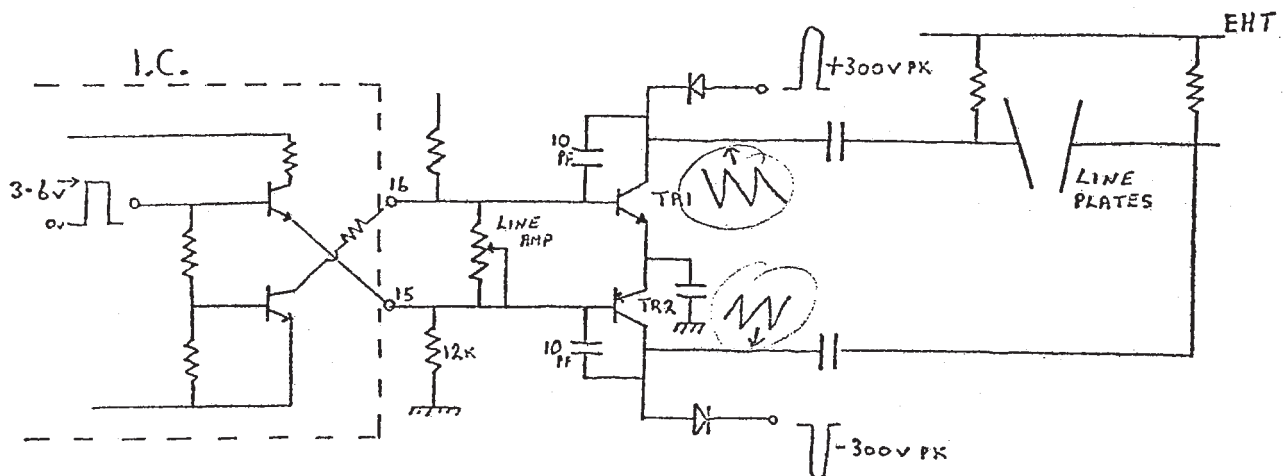 I.C.
EHT
+300V PK
10
PF
3-6V
0V
16
TR1
LINE
AMP
LINE
PLATES
15
TR2
12K
10
PF
-300V PK